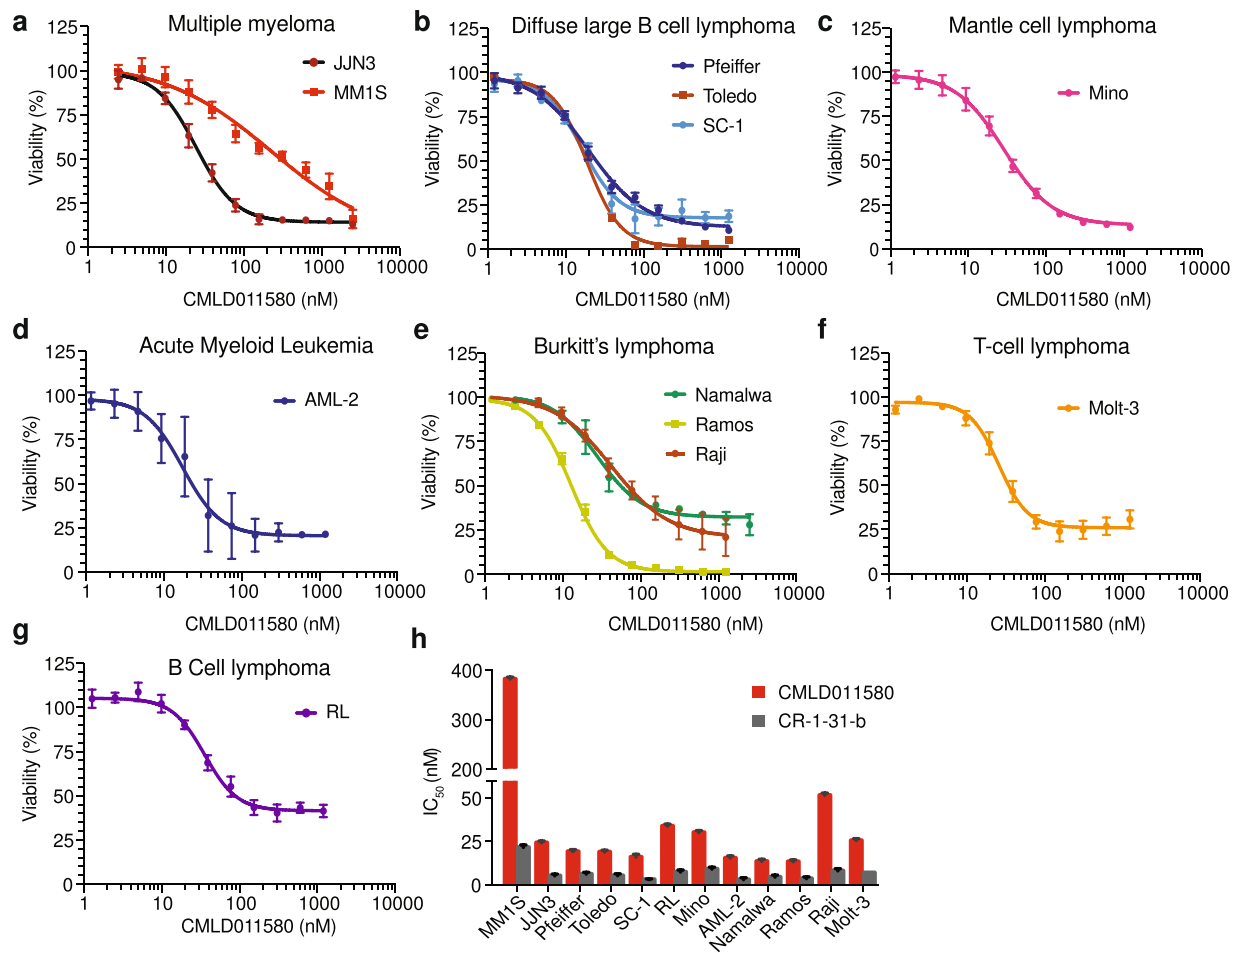 a
Multiple myeloma
125
100
75
50
25
0
Viability (%)
JJN3
MM1S
1 10 100 1000 10000
CMLD011580 (nM)
b
Diffuse large B cell lymphoma
125
100
75
50
25
0
Viability (%)
Pfeiffer
Toledo
SC-1
1 10 100 1000 10000
CMLD011580 (nM)
c
Mantle cell lymphoma
125
100
75
50
25
0
Viability (%)
Mino
1 10 100 1000 10000
CMLD011580 (nM)
d
Acute Myeloid Leukemia
125
100
75
50
25
0
Viability (%)
AML-2
1 10 100 1000 10000
CMLD011580 (nM)
e
Burkitt's lymphoma
125
100
75
50
25
0
Viability (%)
Namalwa
Ramos
Raji
1 10 100 1000 10000
CMLD011580 (nM)
f
T-cell lymphoma
125
100
75
50
25
0
Viability (%)
Molt-3
1 10 100 1000 10000
CMLD011580 (nM)
g
B Cell lymphoma
125
100
75
50
25
0
Viability (%)
RL
1 10 100 1000 10000
CMLD011580 (nM)
h
400
300
200
50
25
0
IC50 (nM)
CMLD011580
CR-1-31-b
MM1S JJN3 Pfeiffer Toledo SC-1 RL Mino AML-2 Namalwa Ramos Raji Molt-3